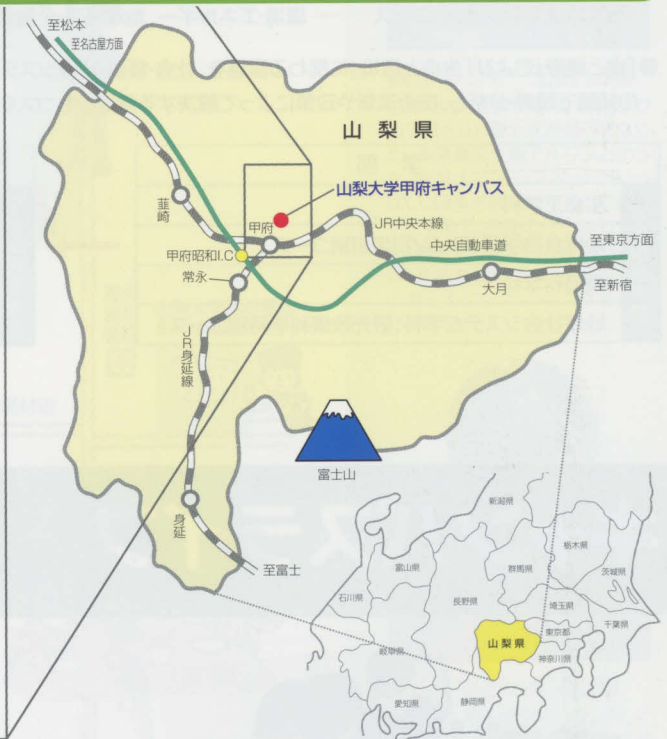 至松本
至名古屋方面
山梨県
山梨大学甲府キャンパス
韮崎
甲府
JR中央本線
甲府昭和I.C
中央自動車道
至東京方面
常永
大月
至新宿
JR身延線
富士山
身延
至富士
新潟県
栃木県
富山県
群馬県
茨城県
石川県
長野県
埼玉県
千葉県
東京都
山梨県
岐阜県
神奈川県
愛知県
静岡県